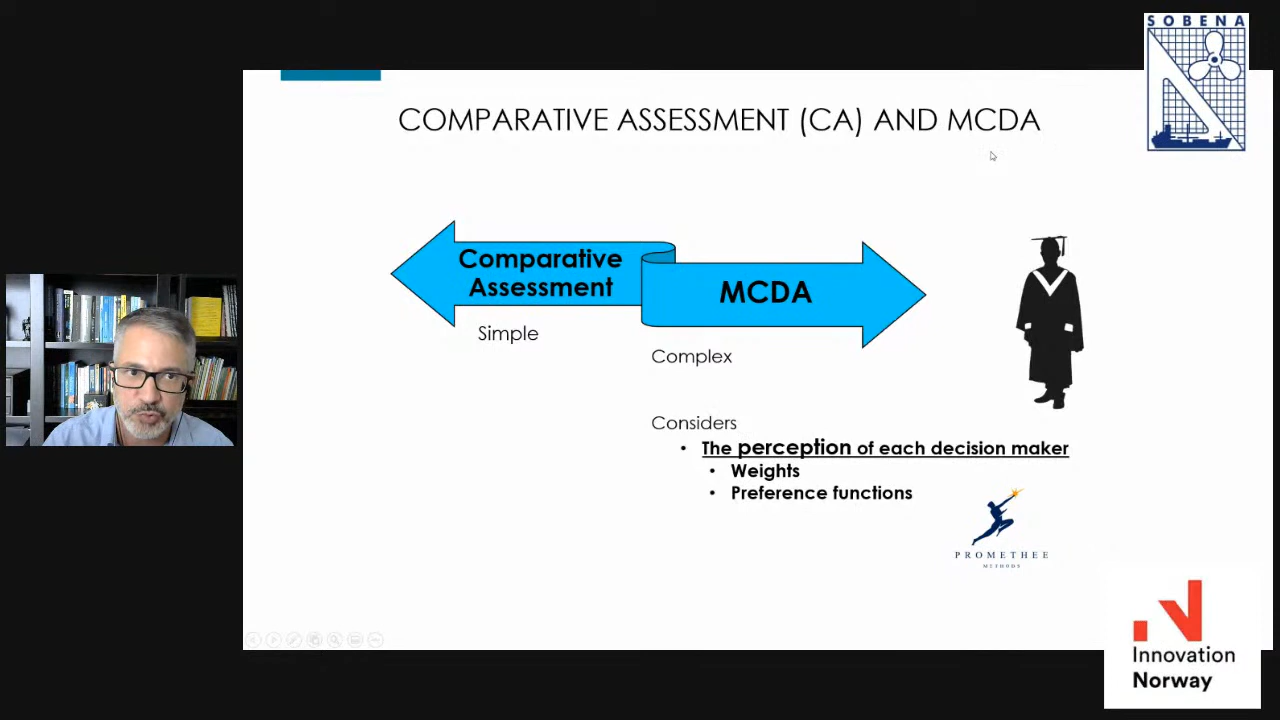 SOBENA
COMPARATIVE ASSESSMENT (CA) AND MCDA
Comparative
Assessment
MCDA
Simple
Complex
Considers
• The perception of each decision maker
• Weights
• Preference functions
PROMETHEE
METHODS
Innovation
Norway